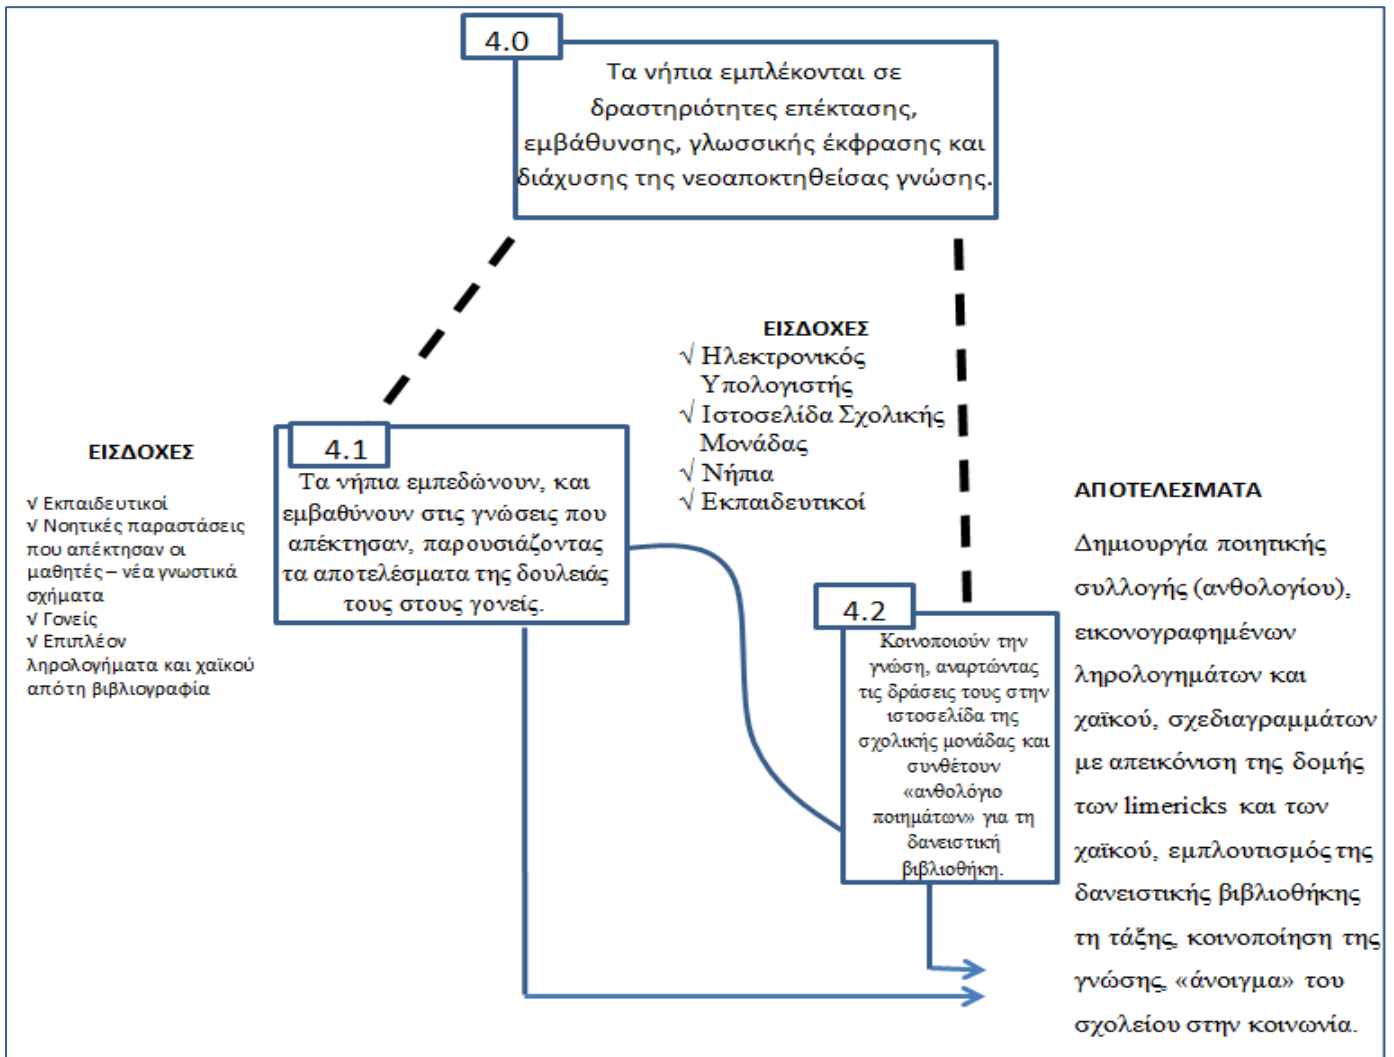 4.0
Τα νήπια εμπλέκονται σε
δραστηριότητες επέκτασης,
εμβάθυνσης, γλωσσικής έκφρασης και
διάχυσης της νεοαποκτηθείσας γνώσης.
ΕΙΣΔΟΧΕΣ
√ Ηλεκτρονικός
Υπολογιστής
√ Ιστοσελίδα Σχολικής
Μονάδας
√ Νήπια
√ Εκπαιδευτικοί
ΕΙΣΔΟΧΕΣ
√ Εκπαιδευτικοί
√ Νοητικές παραστάσεις
που απέκτησαν οι
μαθητές – νέα γνωστικά
σχήματα
√ Γονείς
√ Επιπλέον
ληρολογήματα και χαϊκού
από τη βιβλιογραφία
4.1
Τα νήπια εμπεδώνουν, και
εμβαθύνουν στις γνώσεις που
απέκτησαν, παρουσιάζοντας
τα αποτελέσματα της δουλειάς
τους στους γονείς.
4.2
Κοινοποιούν την
γνώση, αναρτώντας
τις δράσεις τους στην
ιστοσελίδα της
σχολικής μονάδας και
συνθέτουν
«ανθολόγιο
ποιημάτων» για τη
δανειστική
βιβλιοθήκη.
ΑΠΟΤΕΛΕΣΜΑΤΑ
Δημιουργία ποιητικής
συλλογής (ανθολογίου),
εικονογραφημένων
ληρολογημάτων και
χαϊκού, σχεδιαγραμμάτων
με απεικόνιση της δομής
των limericks και των
χαϊκού, εμπλουτισμός της
δανειστικής βιβλιοθήκης
τη τάξης, κοινοποίηση της
γνώσης, «άνοιγμα» του
σχολείου στην κοινωνία.